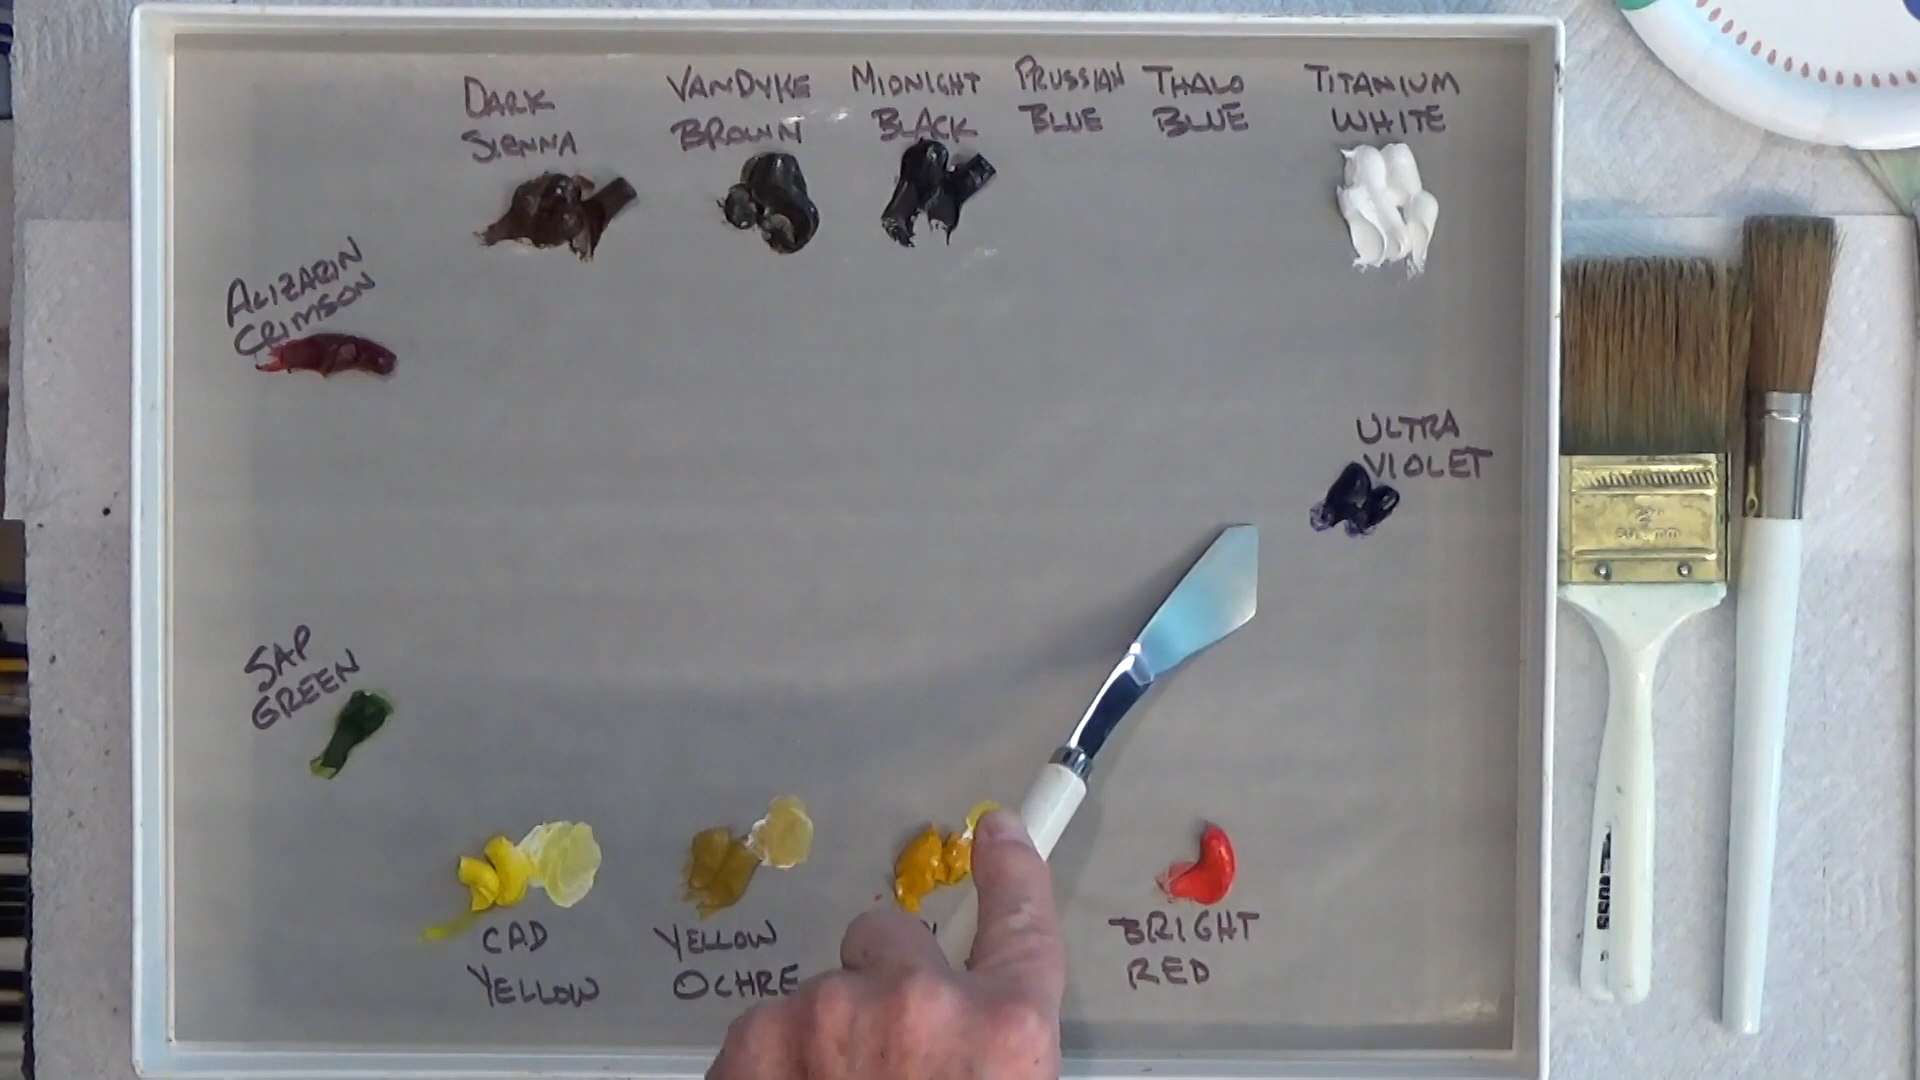 DARK
SIENNA
VANDYKE
BROWN
MIDNIGHT
BLACK
PRUSSIAN
BLUE
THALO
BLUE
TITANIUM
WHITE
ALIZARIN
CRIMSON
ULTRA
VIOLET
SAP
GREEN
CAD
YELLOW
YELLOW
OCHRE
BRIGHT
RED
2"